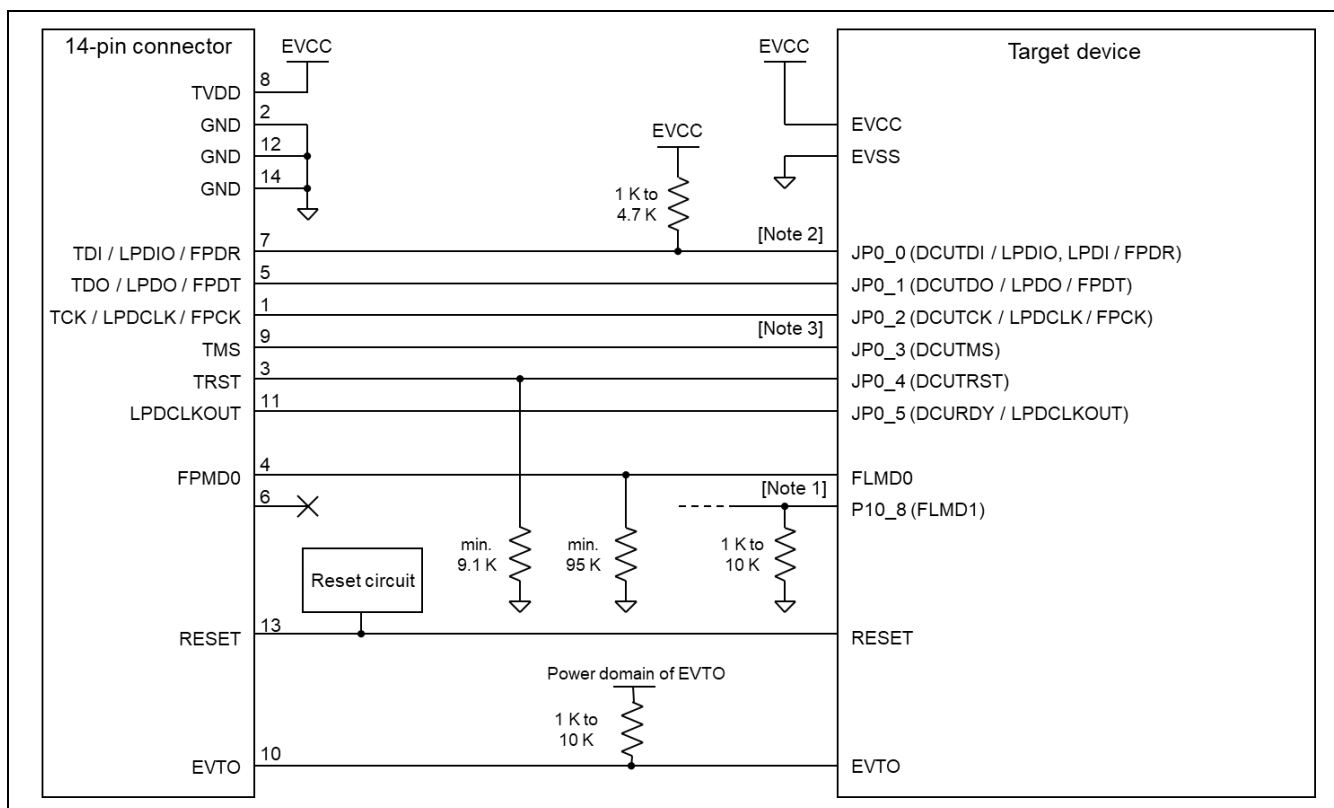 14-pin connector
EVCC
EVCC
Target device
8
TVDD
2
GND
EVCC
EVCC
12
GND
EVSS
14
GND
1 K to
4.7 K
[Note 2]
7
TDI / LPDIO / FPDR
JP0_0 (DCUTDI / LPDIO, LPDI / FPDR)
5
TDO / LPDO / FPDT
JP0_1 (DCUTDO / LPDO / FPDT)
1
TCK / LPDCLK / FPCK
JP0_2 (DCUTCK / LPDCLK / FPCK)
[Note 3]
9
TMS
JP0_3 (DCUTMS)
3
TRST
JP0_4 (DCUTRST)
11
LPDCLKOUT
JP0_5 (DCURDY / LPDCLKOUT)
4
FPMD0
FLMD0
6
[Note 1]
P10_8 (FLMD1)
min.
9.1 K
min.
95 K
1 K to
10 K
Reset circuit
13
RESET
RESET
Power domain of EVTO
1 K to
10 K
10
EVTO
EVTO